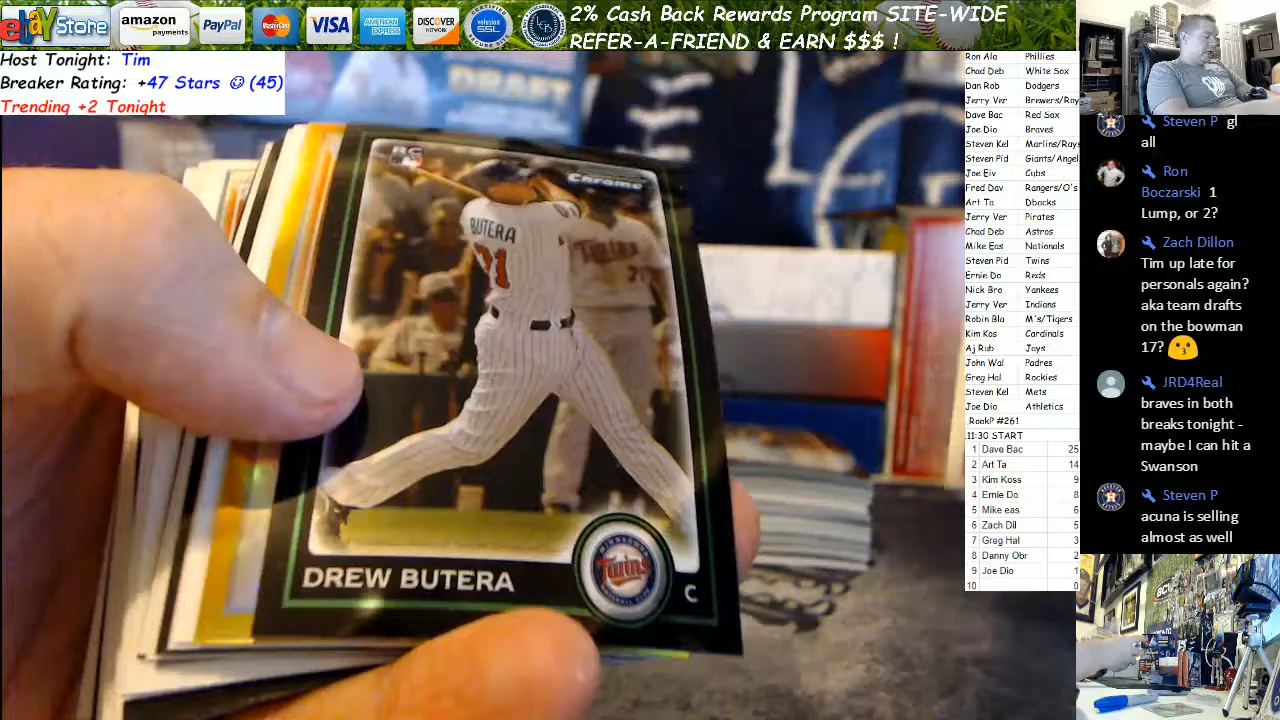 ebay Store
amazon
payments
PayPal
MasterCard
VISA
AMERICAN
EXPRESS
DISCOVER
NETWORK
CERTIFIED
volusion
SSL
2% Cash Back Rewards Program SITE-WIDE
REFER-A-FRIEND & EARN $$$ !
Host Tonight: Tim
Breaker Rating: +47 Stars ☺ (45)
Trending +2 Tonight
RC
Chrome
BUTERA
Twins
DREW BUTERA
Twins
C
Ron Alo Phillies
Chad Deb White Sox
Dan Rob Dodgers
Jerry Ver Brewers/Ray
Dave Bac Red Sox
Joe Dio Braves
Steven Kel Marlins/Rays
Steven Pid Giants/Angel
Joe Eiv Cubs
Fred Dav Rangers/O's
Art Ta Dbacks
Jerry Ver Pirates
Chad Deb Astros
Mike Eas Nationals
Steven Pid Twins
Ernie Do Reds
Nick Bro Yankees
Jerry Ver Indians
Robin Bla M's/Tigers
Kim Kos Cardinals
Aj Rub Jays
John Wal Padres
Greg Hal Rockies
Steven Kel Mets
Joe Dio Athletics
RookP #261
11:30 START
1 Dave Bac 25
2 Art Ta 14
3 Kim Koss 9
4 Ernie Do 8
5 Mike eas 6
6 Zach Dil 5
7 Greg Hal 3
8 Danny Obr 2
9 Joe Dio 1
10 0
Steven P gl
all
Ron
Boczarski 1
Lump, or 2?
Zach Dillon
Tim up late for
personals again?
aka team drafts
on the bowman
17? 😗
JRD4Real
braves in both
breaks tonight -
maybe I can hit a
Swanson
Steven P
acuna is selling
almost as well